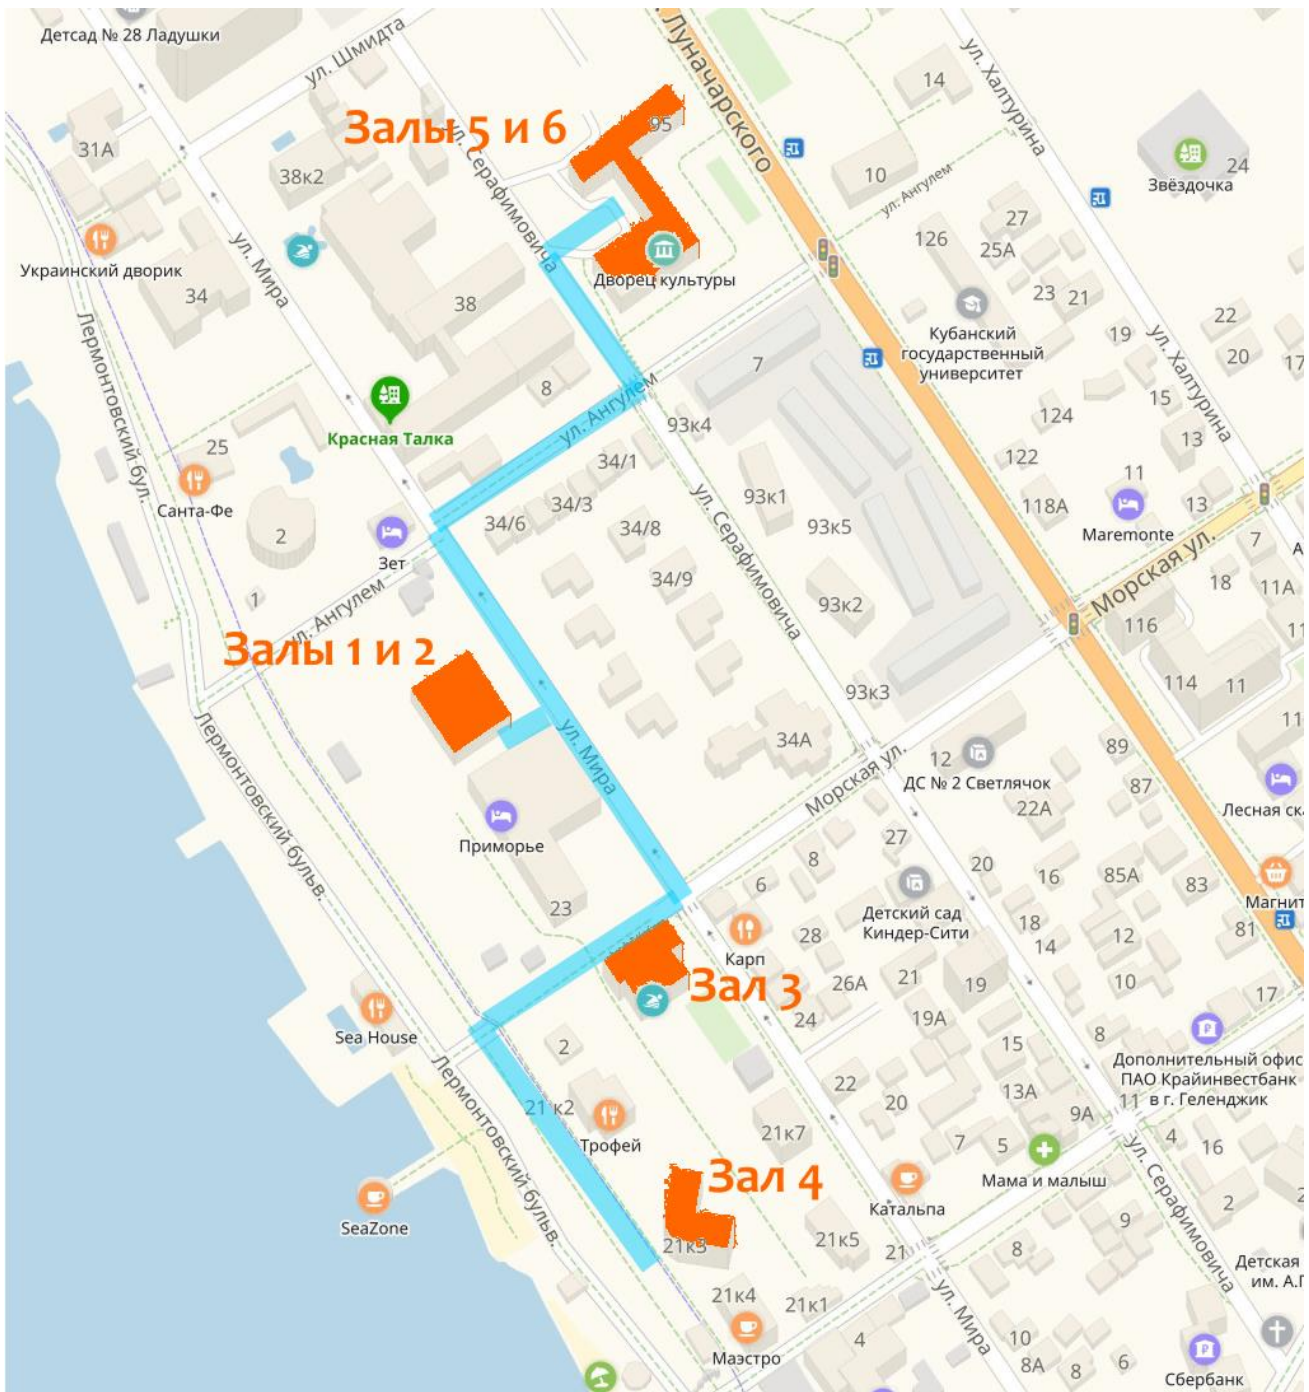 Детсад № 28 Ладушки
ул. Шмидта
Луначарского
ул. Халтурина
14
Залы 5 и 6
95
31А
38к2
ул. Серафимовича
10
ул. Ангулем
Звёздочка
24
Украинский дворик
34
ул. Мира
38
Дворец культуры
126
27
25А
23
21
Кубанский
государственный
университет
19
22
20
17
ул. Халтурина
Лермонтовский бул.
7
8
ул. Ангулем
Красная Талка
93к4
124
15
13
25
Санта-Фе
2
34/1
34/3
34/6
34/8
34/9
ул. Серафимовича
93к1
93к5
93к2
122
118А
11
13
Maremonte
Морская ул.
7
18
11А
Зет
1
ул. Ангулем
Залы 1 и 2
93к3
116
114
11
11
Лермонтовский бульв.
ул. Мира
34А
Морская ул.
12
ДС № 2 Светлячок
22А
89
87
Лесная ск
Приморье
23
8
6
27
20
16
85А
83
Магнит
Детский сад
Киндер-Сити
18
14
12
81
Карп
28
26А
21
19
10
17
Зал 3
24
19А
Sea House
2
22
20
15
13А
8
Дополнительный офис
ПАО Крайинвестбанк
в г. Геленджик
11
9А
Лермонтовский бульв.
21 к2
Трофей
21к7
7
5
4
16
Мама и малыш
ул. Серафимовича
SeaZone
Зал 4
21к3
21к5
Катальпа
21
8
9
2
Детская
им. А.Г
21к4
21к1
Маэстро
4
ул. Мира
10
8А
8
6
Сбербанк